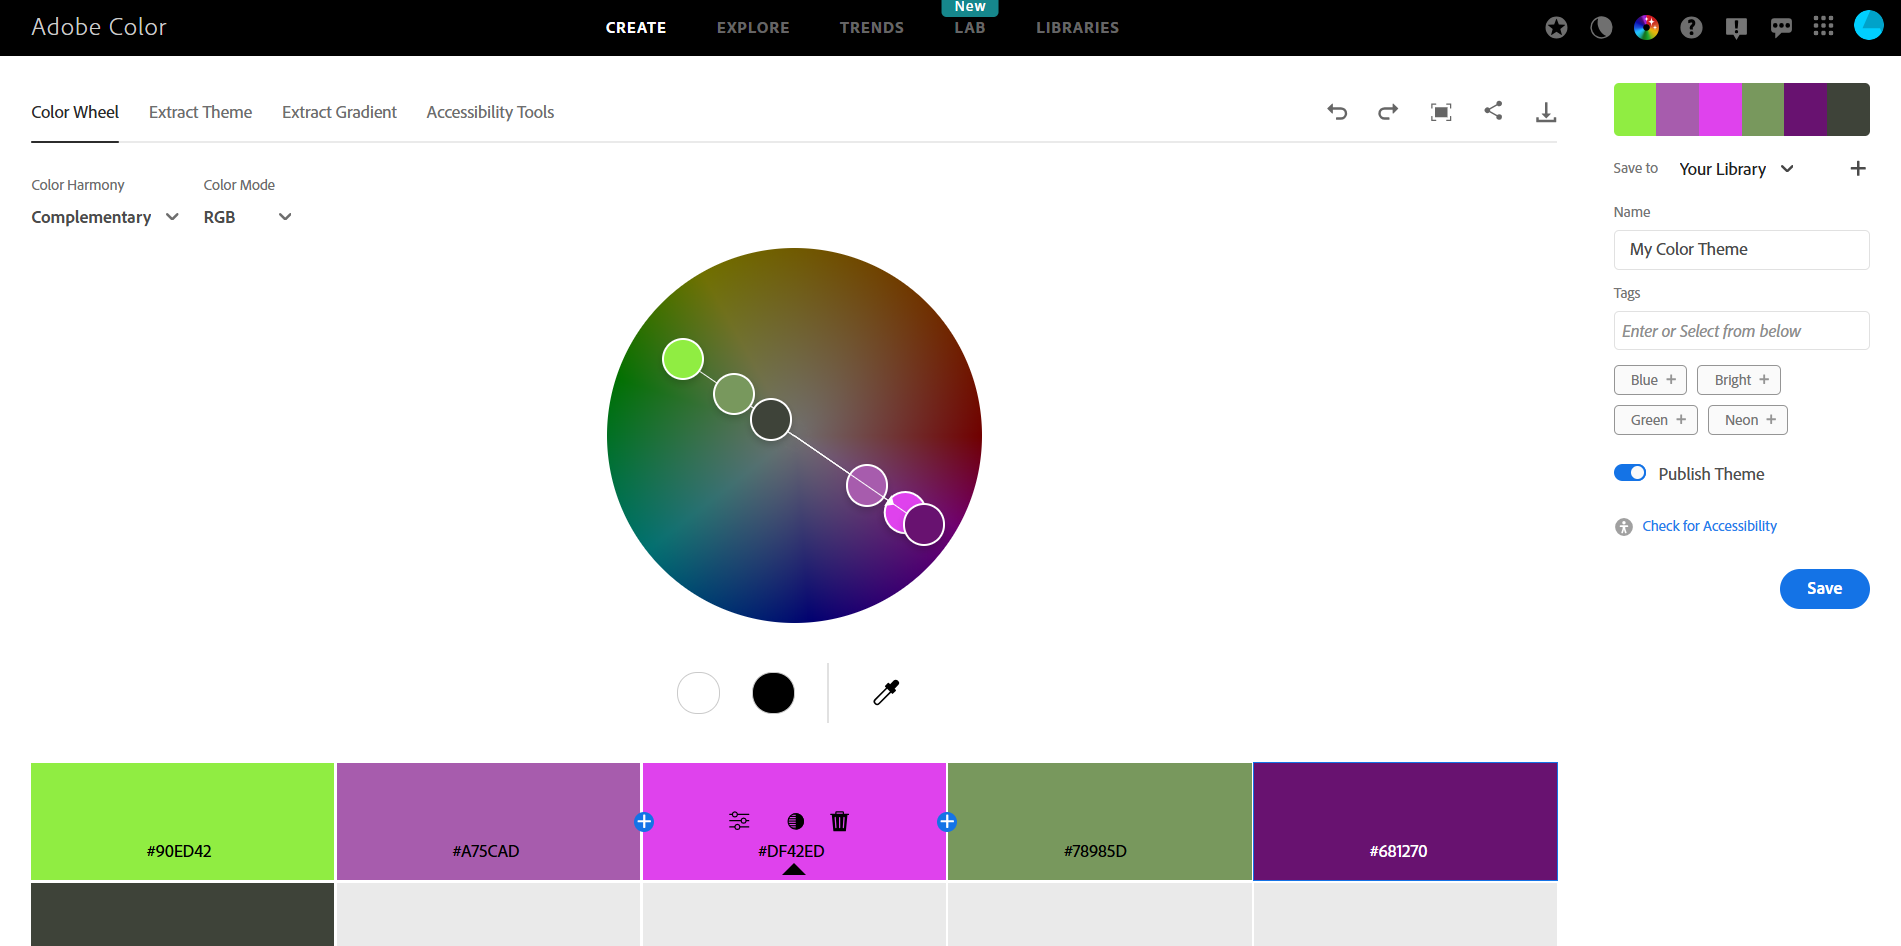 Adobe Color
CREATE EXPLORE TRENDS LAB LIBRARIES
New
Color Wheel Extract Theme Extract Gradient Accessibility Tools
Color Harmony Color Mode
Complementary RGB
Save to Your Library
Name
My Color Theme
Tags
Enter or Select from below
Blue + Bright +
Green + Neon +
Publish Theme
Check for Accessibility
Save
#90ED42 #A75CAD #DF42ED #78985D #681270